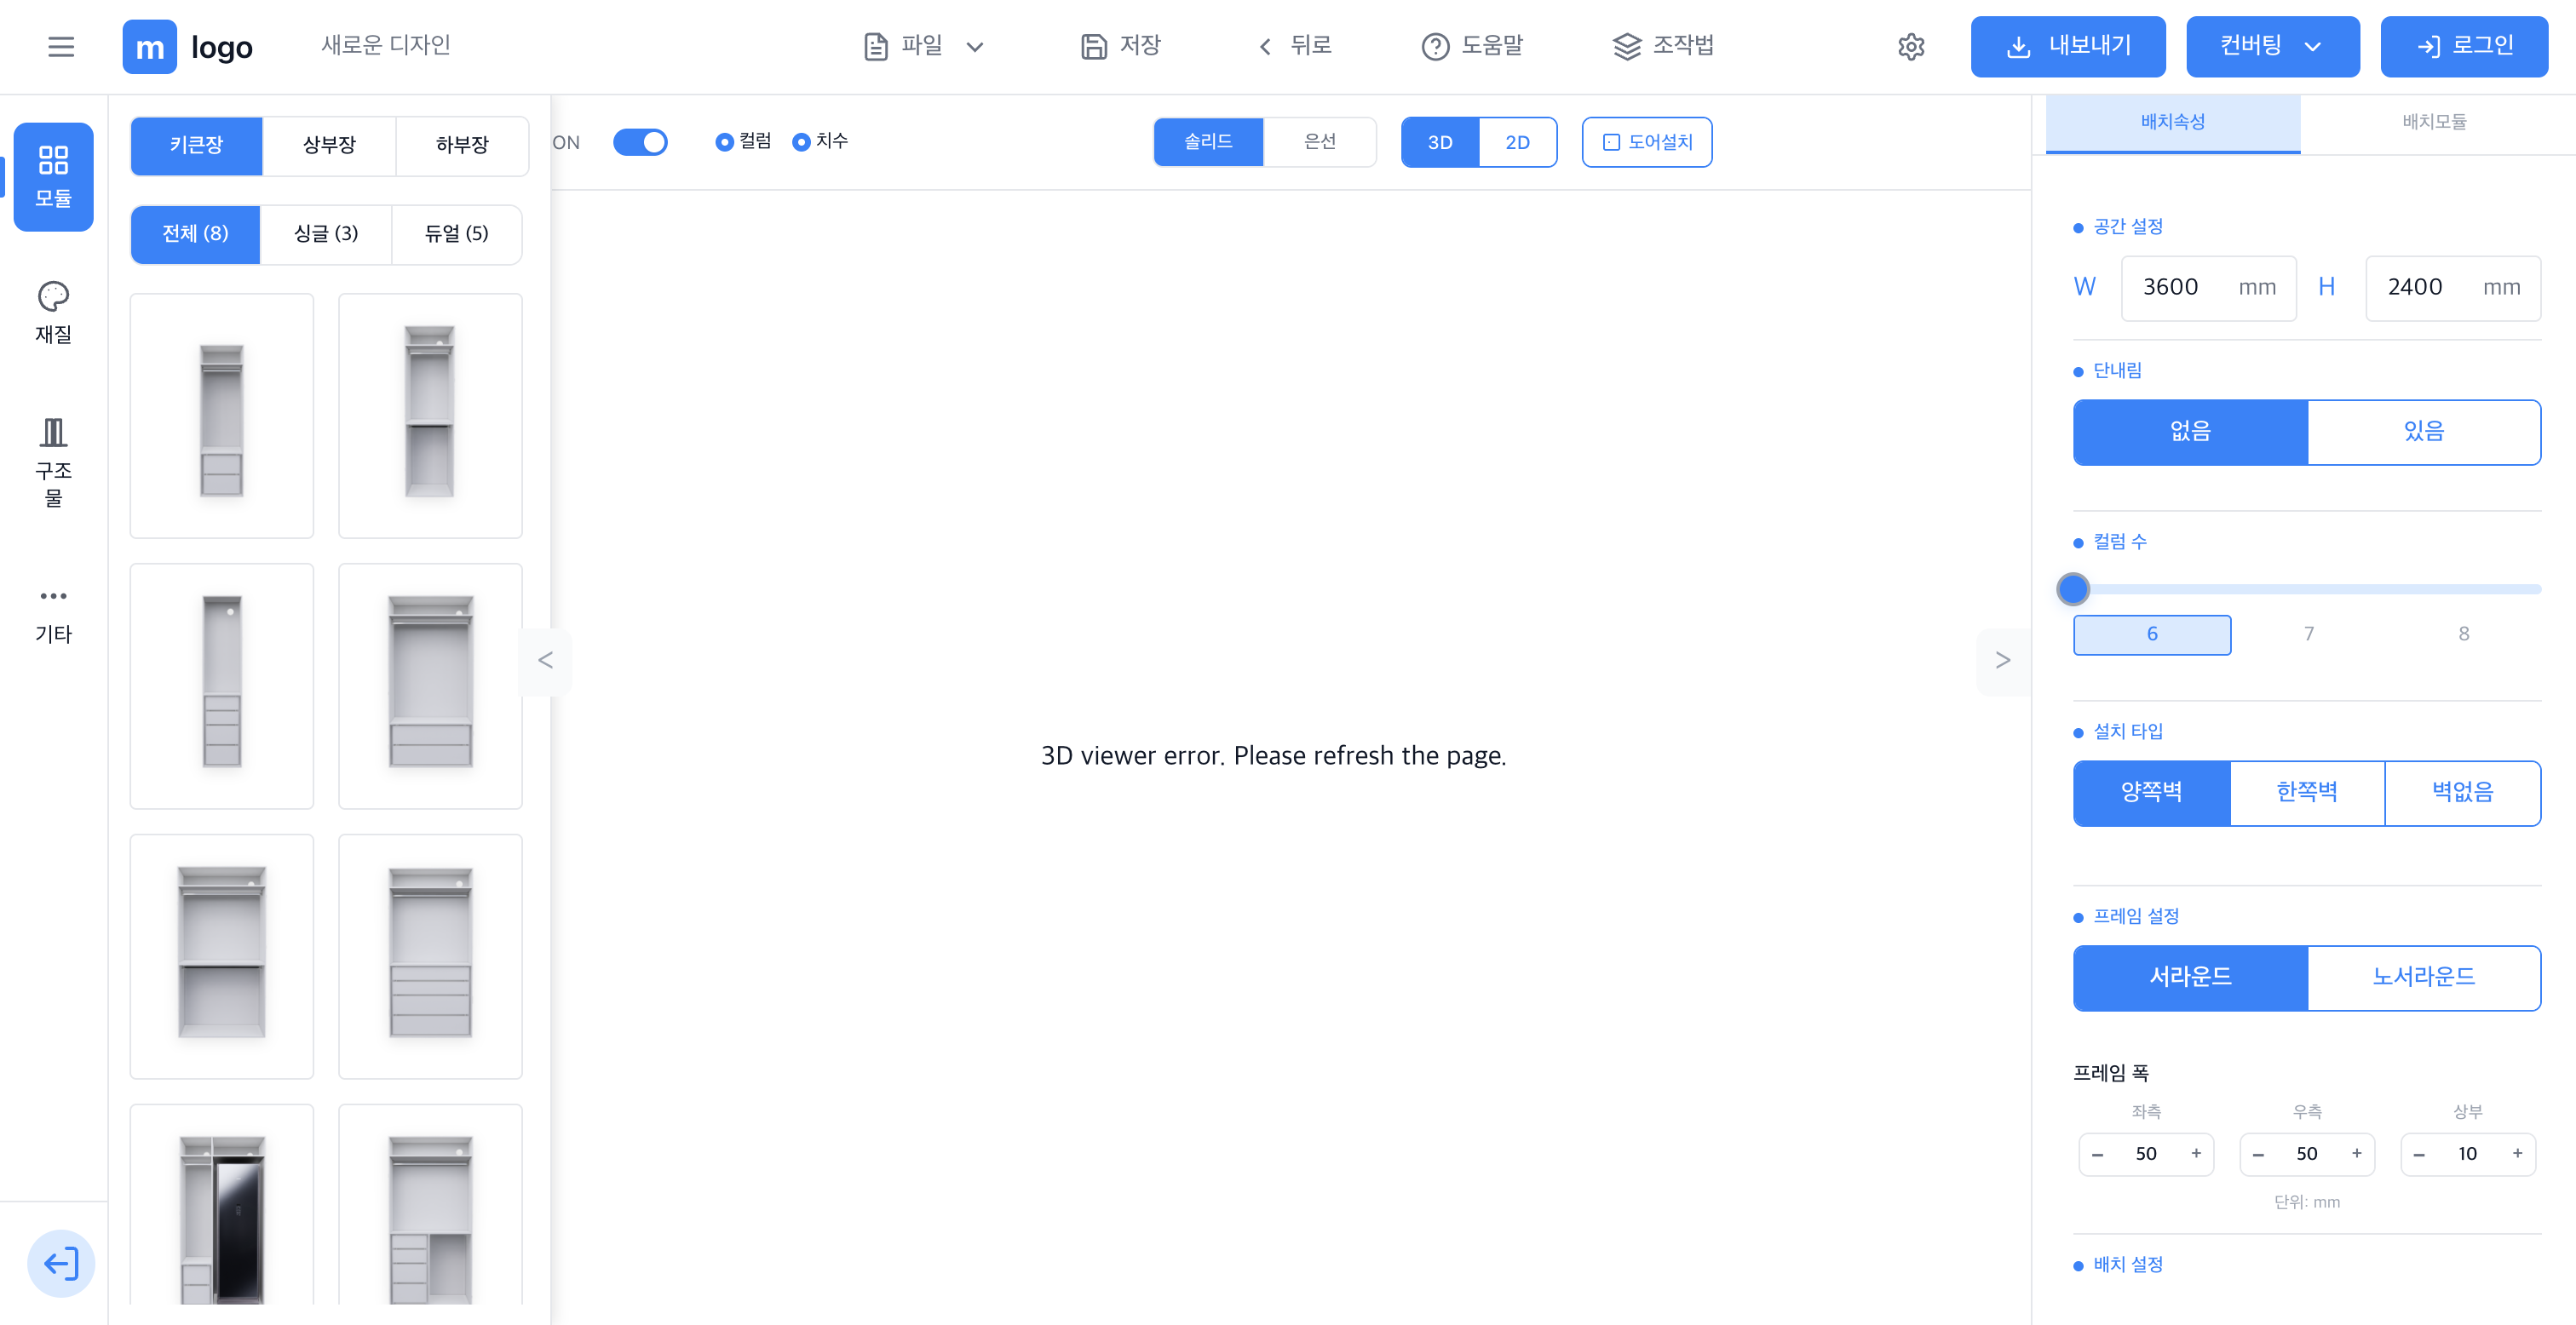 m logo
새로운 디자인
파일
저장
뒤로
도움말
조작법
내보내기
컨버팅
로그인
모듈
재질
구조
물
기타
키큰장
상부장
하부장
전체 (8)
싱글 (3)
듀얼 (5)
<
ON
컬럼
치수
솔리드
은선
3D
2D
도어설치
3D viewer error. Please refresh the page.
>
배치속성
배치모듈
공간 설정
W 3600 mm H 2400 mm
단내림
없음
있음
컬럼 수
6 7 8
설치 타입
양쪽벽
한쪽벽
벽없음
프레임 설정
서라운드
노서라운드
프레임 폭
좌측 우측 상부
− 50 + − 50 + − 10 +
단위: mm
배치 설정